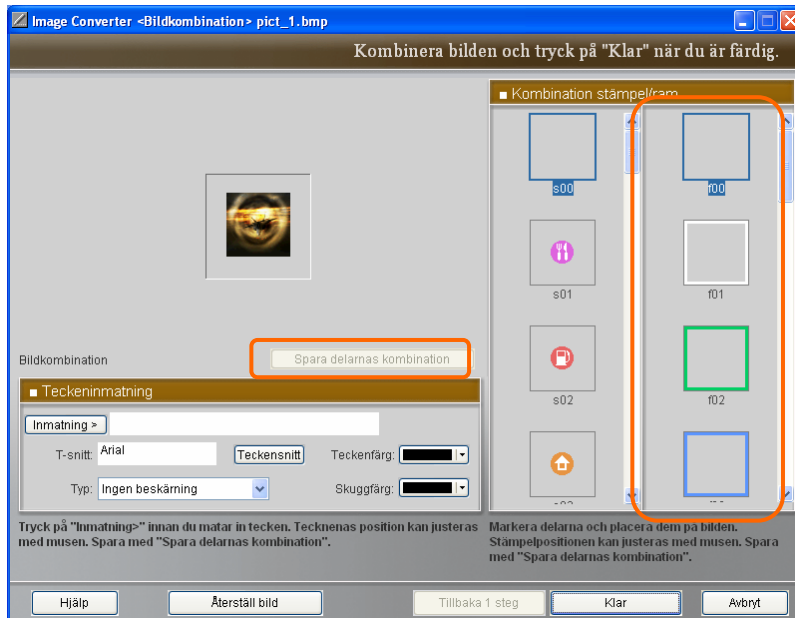 Image Converter <Bildkombination> pict_1.bmp
Kombinera bilden och tryck på "Klar" när du är färdig.
■ Kombination stämpel/ram
s00
f00
s01
f01
s02
f02
Bildkombination
Spara delarnas kombination
■ Teckeninmatning
Inmatning >
T-snitt: Arial
Teckensnitt
Teckenfärg:
Typ: Ingen beskärning
Skuggfärg:
Tryck på "Inmatning>" innan du matar in tecken. Tecknenas position kan justeras
med musen. Spara med "Spara delarnas kombination".
Markera delarna och placera dem på bilden.
Stämpelpositionen kan justeras med musen. Spara
med "Spara delarnas kombination".
Hjälp
Återställ bild
Tillbaka 1 steg
Klar
Avbryt